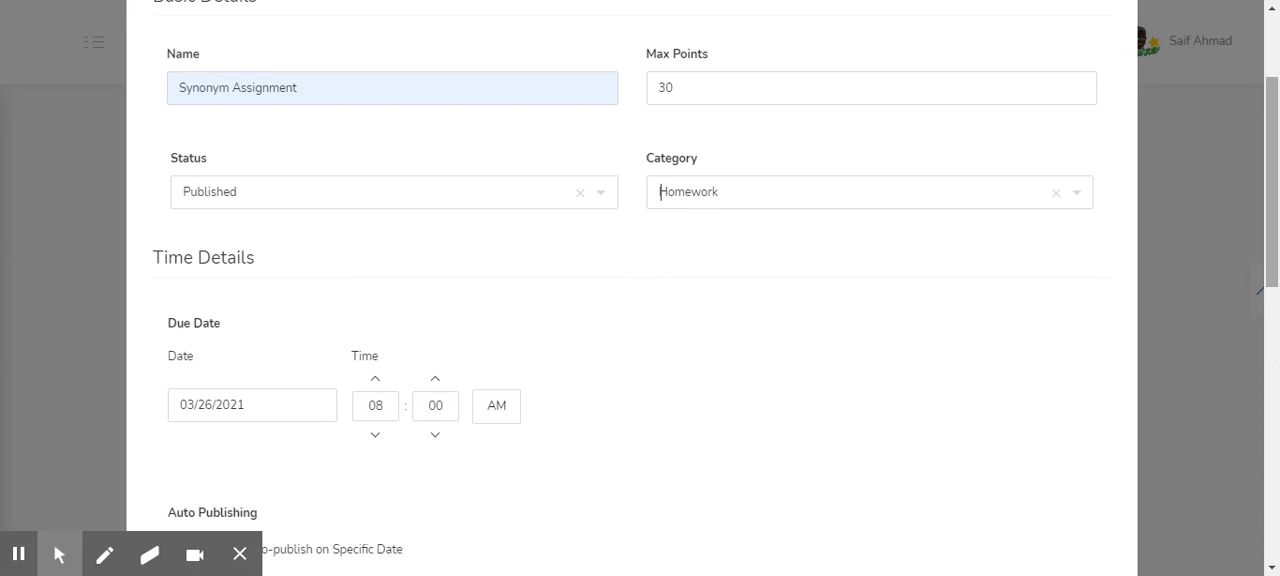 Basic Details
Saif Ahmad
Name
Max Points
Synonym Assignment
30
Status
Category
Published
Homework
Time Details
Due Date
Date
Time
03/26/2021
08 : 00 AM
Auto Publishing
o-publish on Specific Date